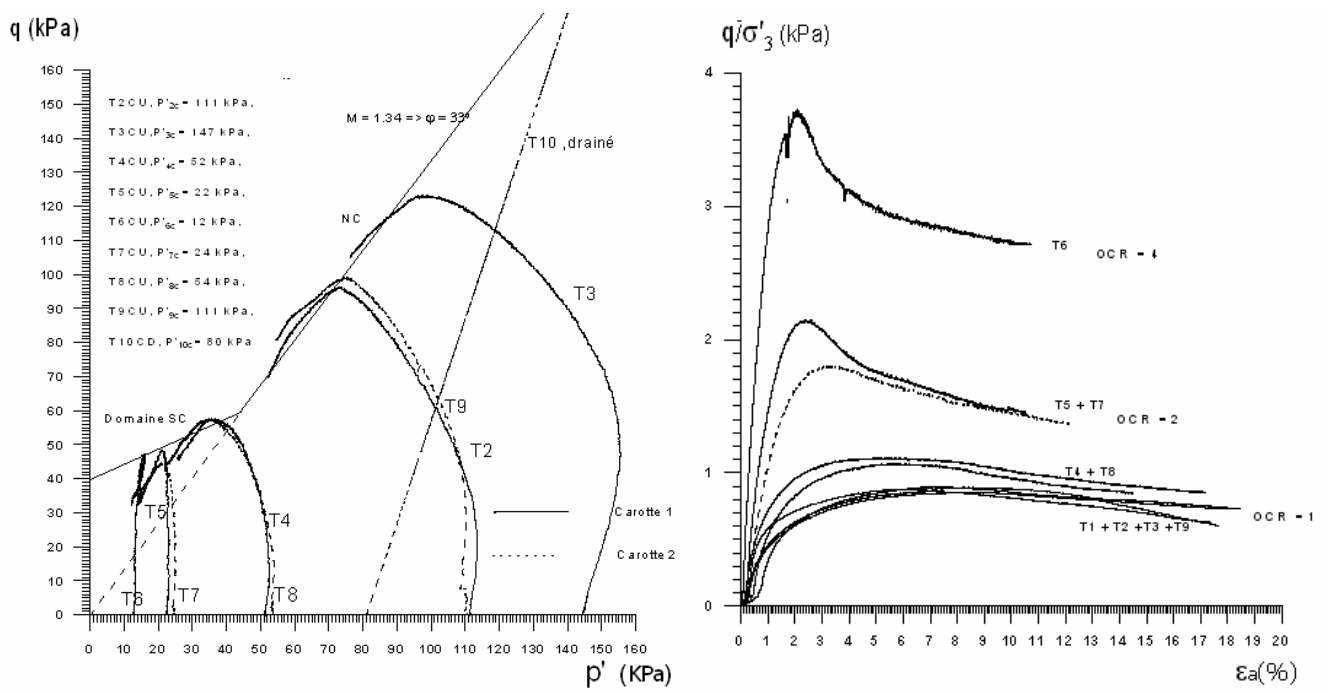 q (kPa)
160
150
140
130
120
110
100
90
80
70
60
50
40
30
20
10
0
T2CU, P'2c = 111 kPa,
T3CU, P'3c = 147 kPa,
T4CU, P'4c = 52 kPa,
T5CU, P'5c = 22 kPa,
T6CU, P'6c = 12 kPa,
T7CU, P'7c = 24 kPa,
T8CU, P'8c = 54 kPa,
T9CU, P'9c = 111 kPa,
T10CD, P'10c = 80 kPa
M = 1.34 => φ = 33°
T10 ,drainé
NC
T3
Domaine SC
T9
T2
T5
T4
T6
T7
T8
Carotte 1
Carotte 2
0 10 20 30 40 50 60 70 80 90 100 110 120 130 140 150 160
p' (KPa)
q/σ'3 (kPa)
4
3
2
1
0
T6
OCR = 4
T5 + T7
OCR = 2
T4 + T8
OCR = 1
T1 + T2 +T3 +T9
0 1 2 3 4 5 6 7 8 9 10 11 12 13 14 15 16 17 18 19 20
εa(%)